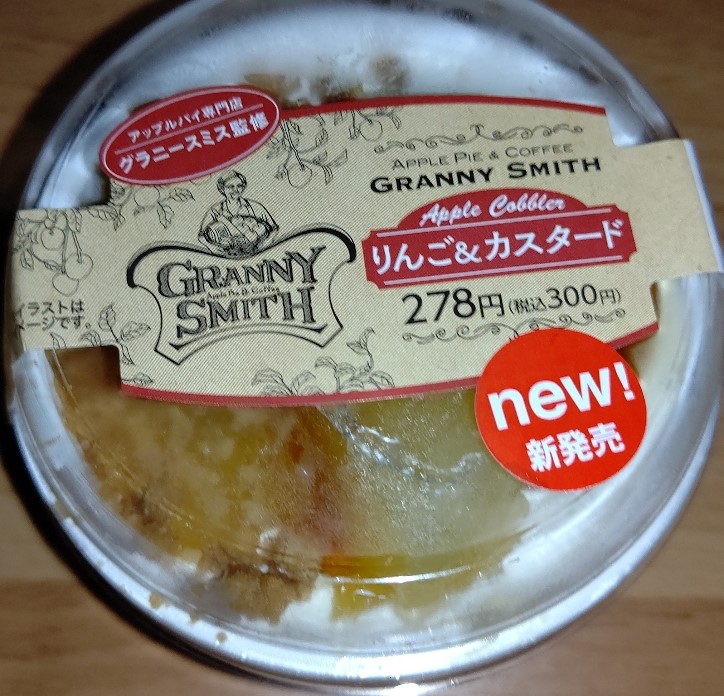 アップルパイ専門店
グラニースミス監修
APPLE PIE & COFFEE
GRANNY SMITH
Apple Cobbler
りんご&カスタード
278円(税込300円)
GRANNY
Apple Pie & Coffee
SMITH
イラストは
メージです。
new!
新発売